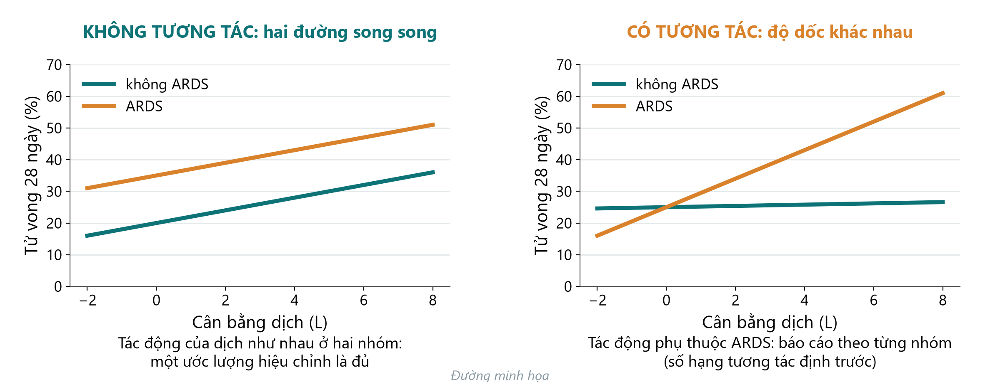 KHÔNG TƯƠNG TÁC: hai đường song song
70
60
50
40
30
20
10
0
Tử vong 28 ngày (%)
không ARDS
ARDS
−2 0 2 4 6 8
Cân bằng dịch (L)
Tác động của dịch như nhau ở hai nhóm:
một ước lượng hiệu chỉnh là đủ
CÓ TƯƠNG TÁC: độ dốc khác nhau
70
60
50
40
30
20
10
0
Tử vong 28 ngày (%)
không ARDS
ARDS
−2 0 2 4 6 8
Cân bằng dịch (L)
Tác động phụ thuộc ARDS: báo cáo theo từng nhóm
(số hạng tương tác định trước)
Đường minh họa